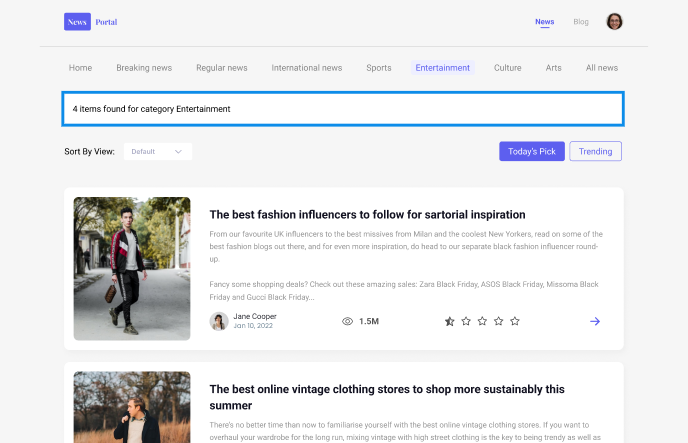 News Portal
News
Blog
Home
Breaking news
Regular news
International news
Sports
Entertainment
Culture
Arts
All news
4 items found for category Entertainment
Sort By View:
Default
Today's Pick
Trending
The best fashion influencers to follow for sartorial inspiration
From our favourite UK influencers to the best missives from Milan and the coolest New Yorkers, read on some of the
best fashion blogs out there, and for even more inspiration, do head to our separate black fashion influencer round-
up.
Fancy some shopping deals? Check out these amazing sales: Zara Black Friday, ASOS Black Friday, Missoma Black
Friday and Gucci Black Friday...
Jane Cooper
Jan 10, 2022
1.5M
The best online vintage clothing stores to shop more sustainably this
summer
There's no better time than now to familiarise yourself with the best online vintage clothing stores. If you want to
overhaul your wardrobe for the long run, mixing vintage with high street clothing is the key to being trendy as well as